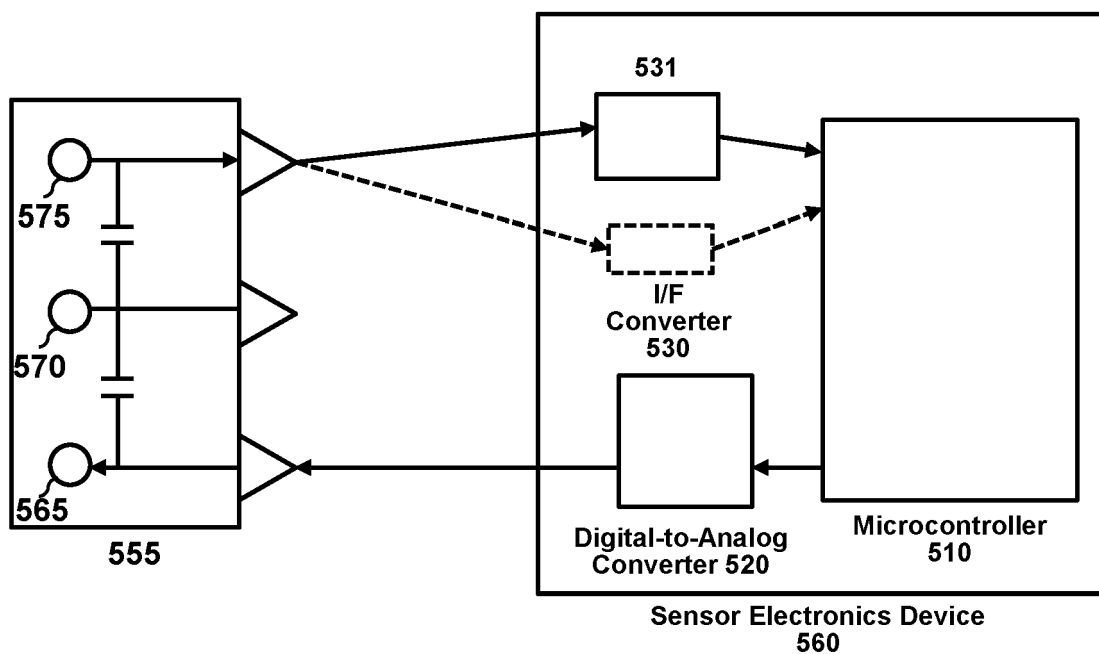 531
575
I/F
Converter
530
570
565
555
Digital-to-Analog
Converter 520
Microcontroller
510
Sensor Electronics Device
560